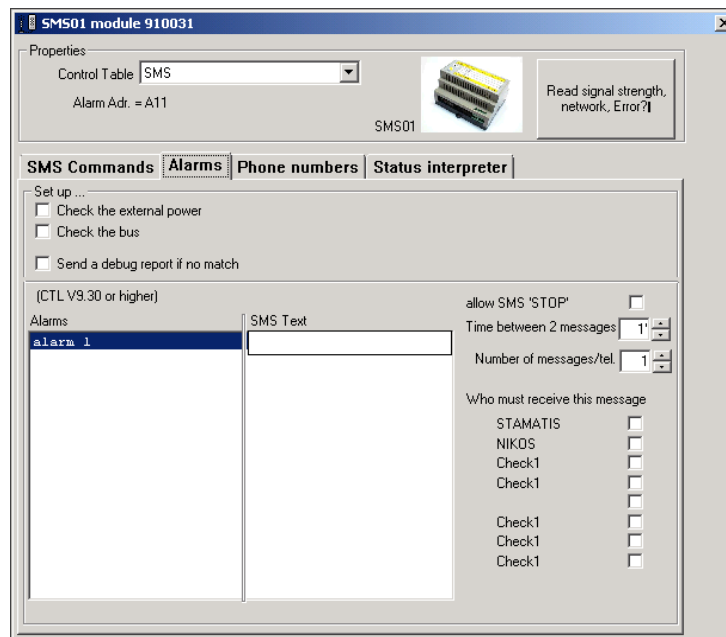 SMS01 module 910031
Properties
Control Table SMS
Alarm Adr. = A11
SMS01
Read signal strength,
network, Error?
SMS Commands Alarms Phone numbers Status interpreter
Set up ...
Check the external power
Check the bus
Send a debug report if no match
(CTL V9.30 or higher)
Alarms
SMS Text
alarm 1
allow SMS 'STOP'
Time between 2 messages 1'
Number of messages/tel. 1
Who must receive this message
STAMATIS
NIKOS
Check1
Check1
Check1
Check1
Check1